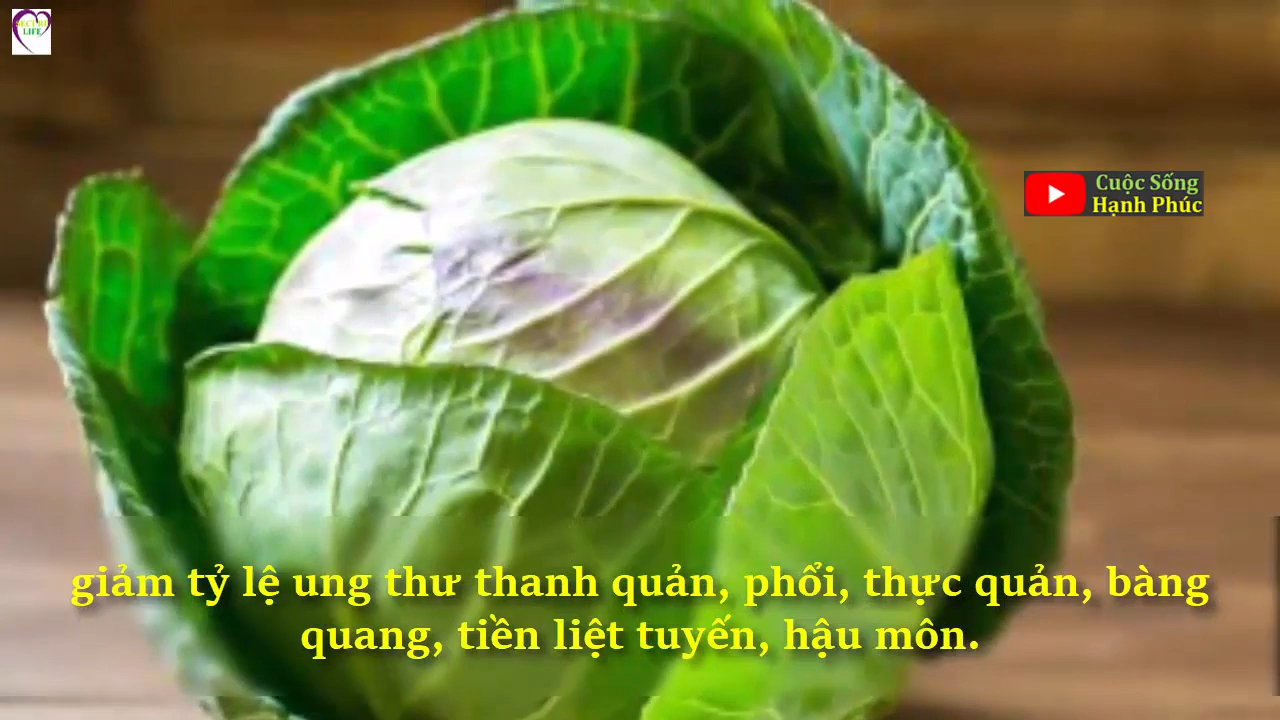 LIFE
Cuộc Sống
Hạnh Phúc
giảm tỷ lệ ung thư thanh quản, phổi, thực quản, bàng
quang, tiền liệt tuyến, hậu môn.